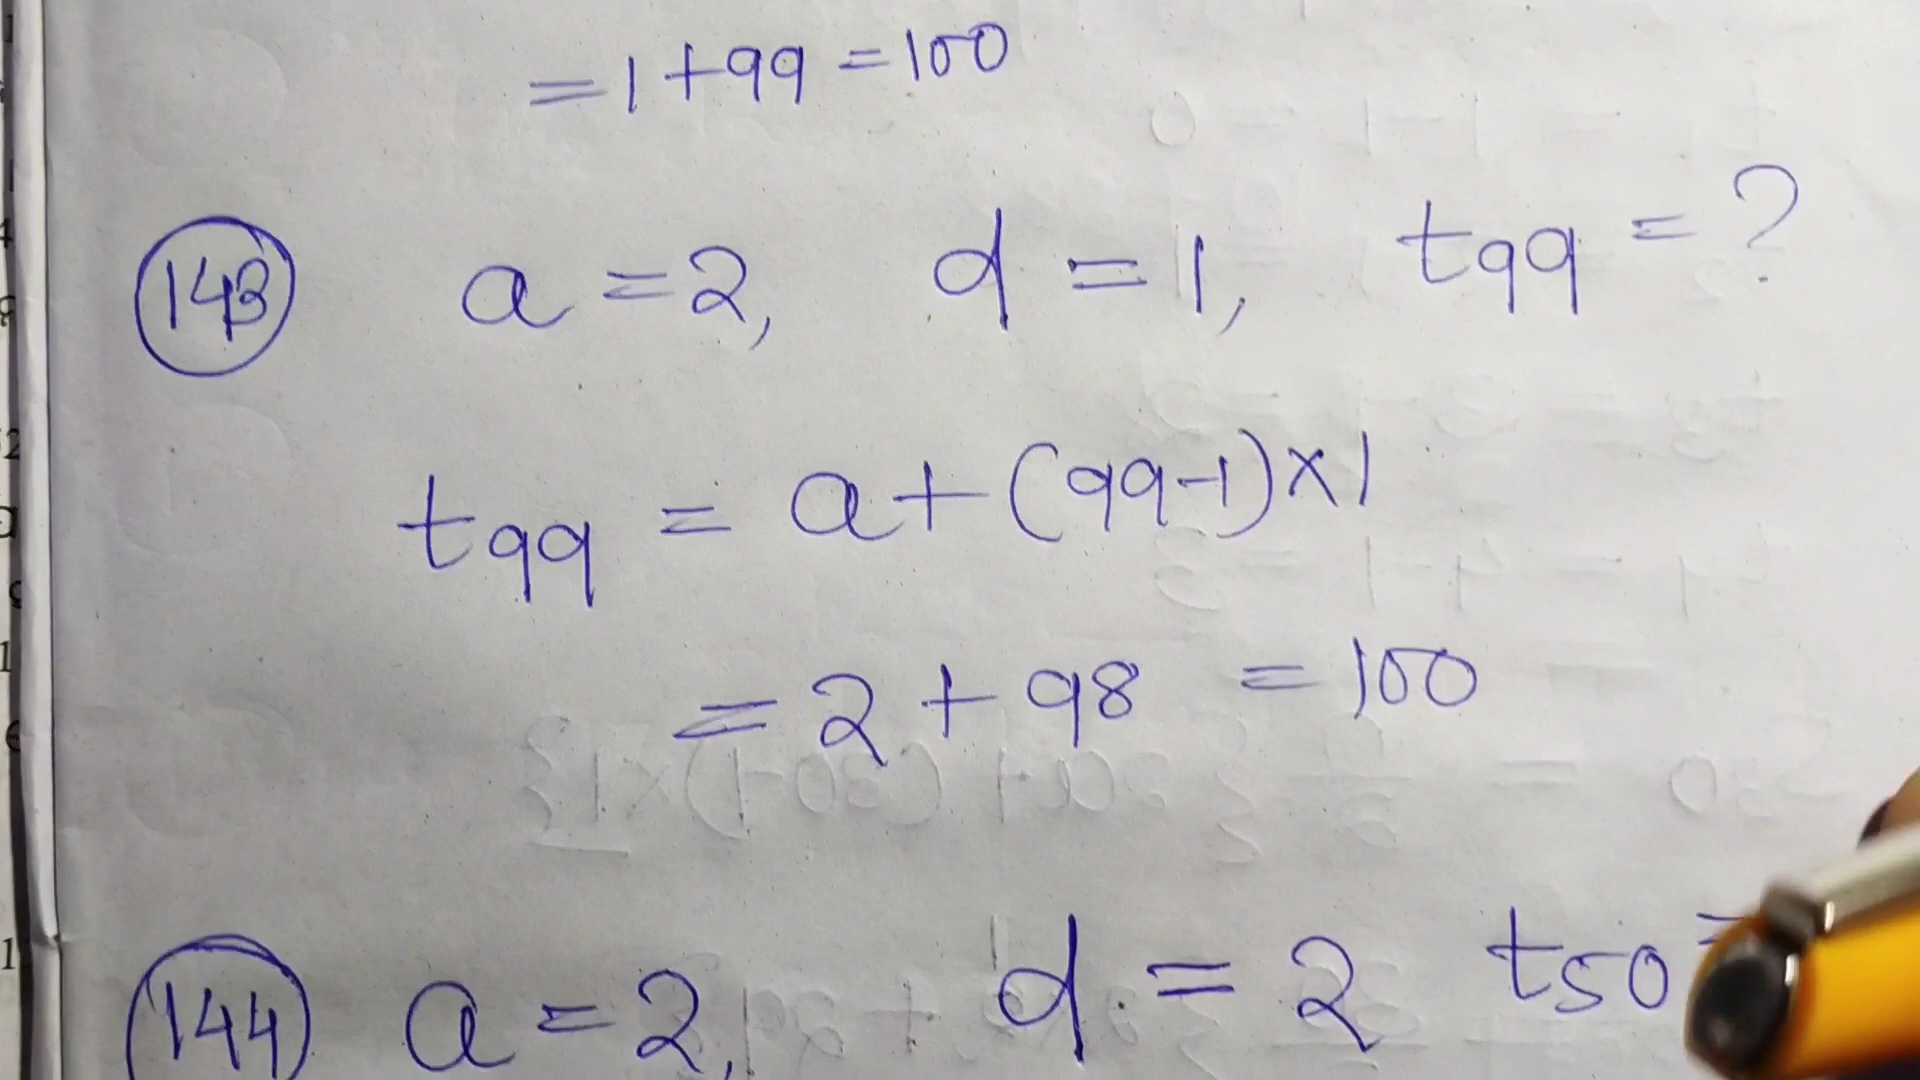 = 1 + 99 = 100
143 a = 2, d = 1, t99 = ?
t99 = a + (99-1) × 1
= 2 + 98 = 100
144 a = 2, d = 2 t50 =